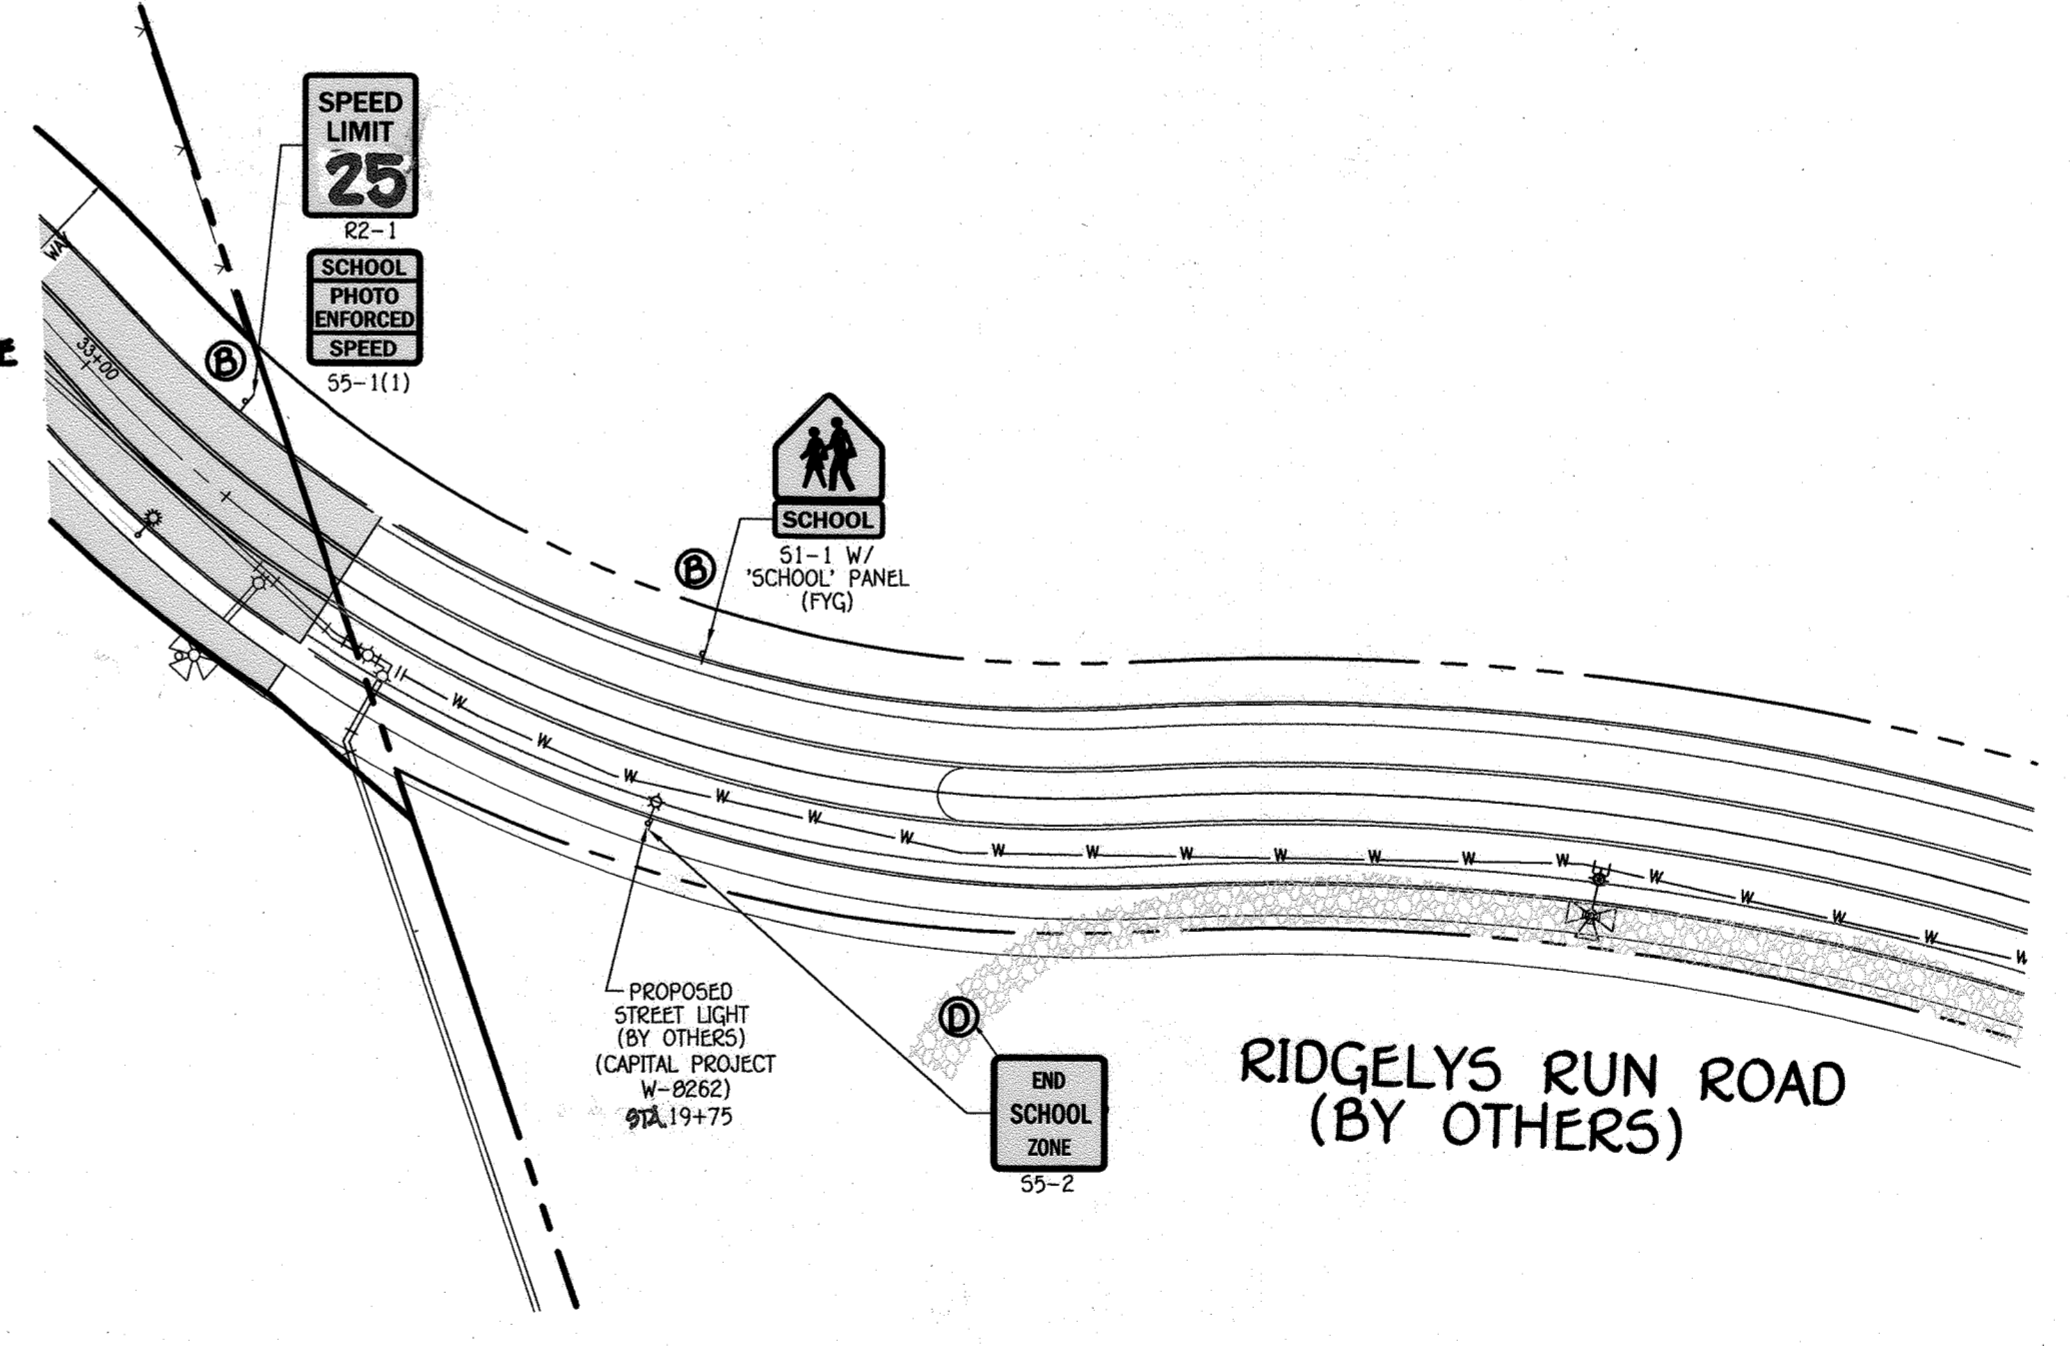 SPEED
LIMIT
25
R2-1
SCHOOL
PHOTO
ENFORCED
SPEED
S5-1(1)
WAY
E
33+00
B
SCHOOL
S1-1 W/
'SCHOOL' PANEL
(FYG)
B
W W W W W W W W W W W W W W W W W W W
PROPOSED
STREET LIGHT
(BY OTHERS)
(CAPITAL PROJECT
W-8262)
STA. 19+75
D
END
SCHOOL
ZONE
S5-2
RIDGELYS RUN ROAD
(BY OTHERS)